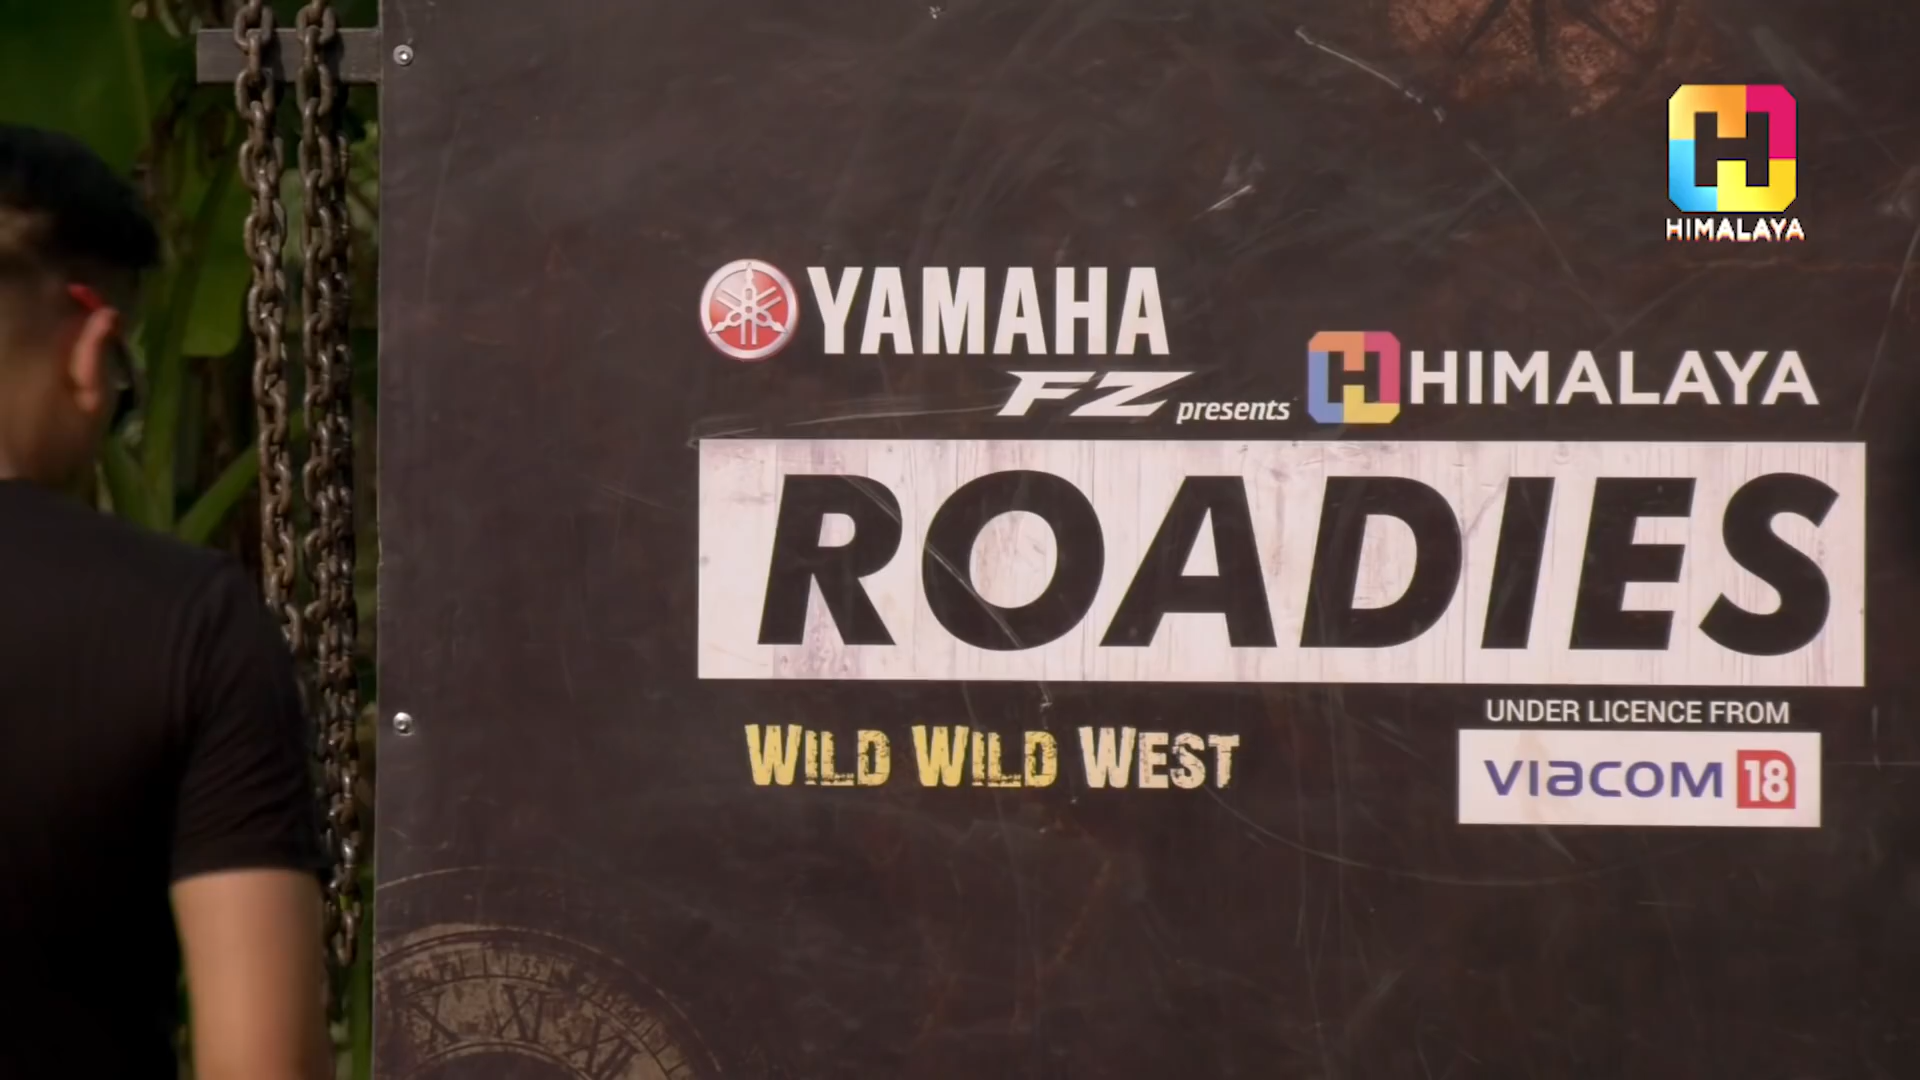 HIMALAYA
YAMAHA
FZ presents HIMALAYA
ROADIES
WILD WILD WEST
UNDER LICENCE FROM
VIACOM 18